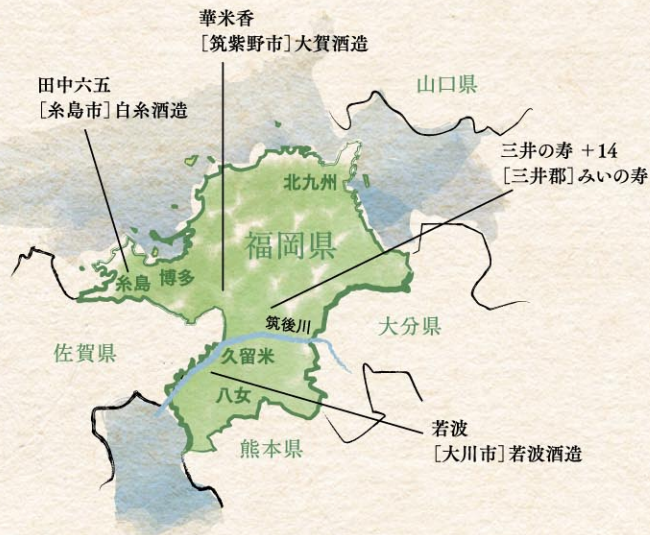 華米香
［筑紫野市］大賀酒造
田中六五
［糸島市］白糸酒造
山口県
三井の寿 +14
［三井郡］みいの寿
北九州
福岡県
糸島
博多
筑後川
大分県
佐賀県
久留米
八女
若波
［大川市］若波酒造
熊本県